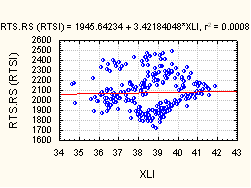 RTS.RS (RTSI) = 1945.64234 + 3.42184048*XLI, r² = 0.0008
RTS.RS (RTSI)
2600
2500
2400
2300
2200
2100
2000
1900
1800
1700
1600
34 35 36 37 38 39 40 41 42 43
XLI